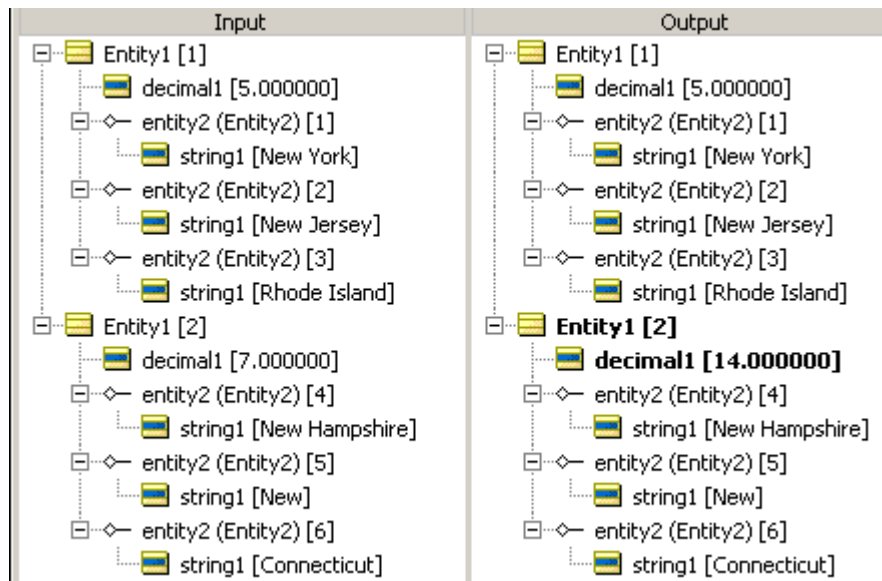 Input
Entity1 [1]
decimal1 [5.000000]
entity2 (Entity2) [1]
string1 [New York]
entity2 (Entity2) [2]
string1 [New Jersey]
entity2 (Entity2) [3]
string1 [Rhode Island]
Entity1 [2]
decimal1 [7.000000]
entity2 (Entity2) [4]
string1 [New Hampshire]
entity2 (Entity2) [5]
string1 [New]
entity2 (Entity2) [6]
string1 [Connecticut]
Output
Entity1 [1]
decimal1 [5.000000]
entity2 (Entity2) [1]
string1 [New York]
entity2 (Entity2) [2]
string1 [New Jersey]
entity2 (Entity2) [3]
string1 [Rhode Island]
Entity1 [2]
decimal1 [14.000000]
entity2 (Entity2) [4]
string1 [New Hampshire]
entity2 (Entity2) [5]
string1 [New]
entity2 (Entity2) [6]
string1 [Connecticut]